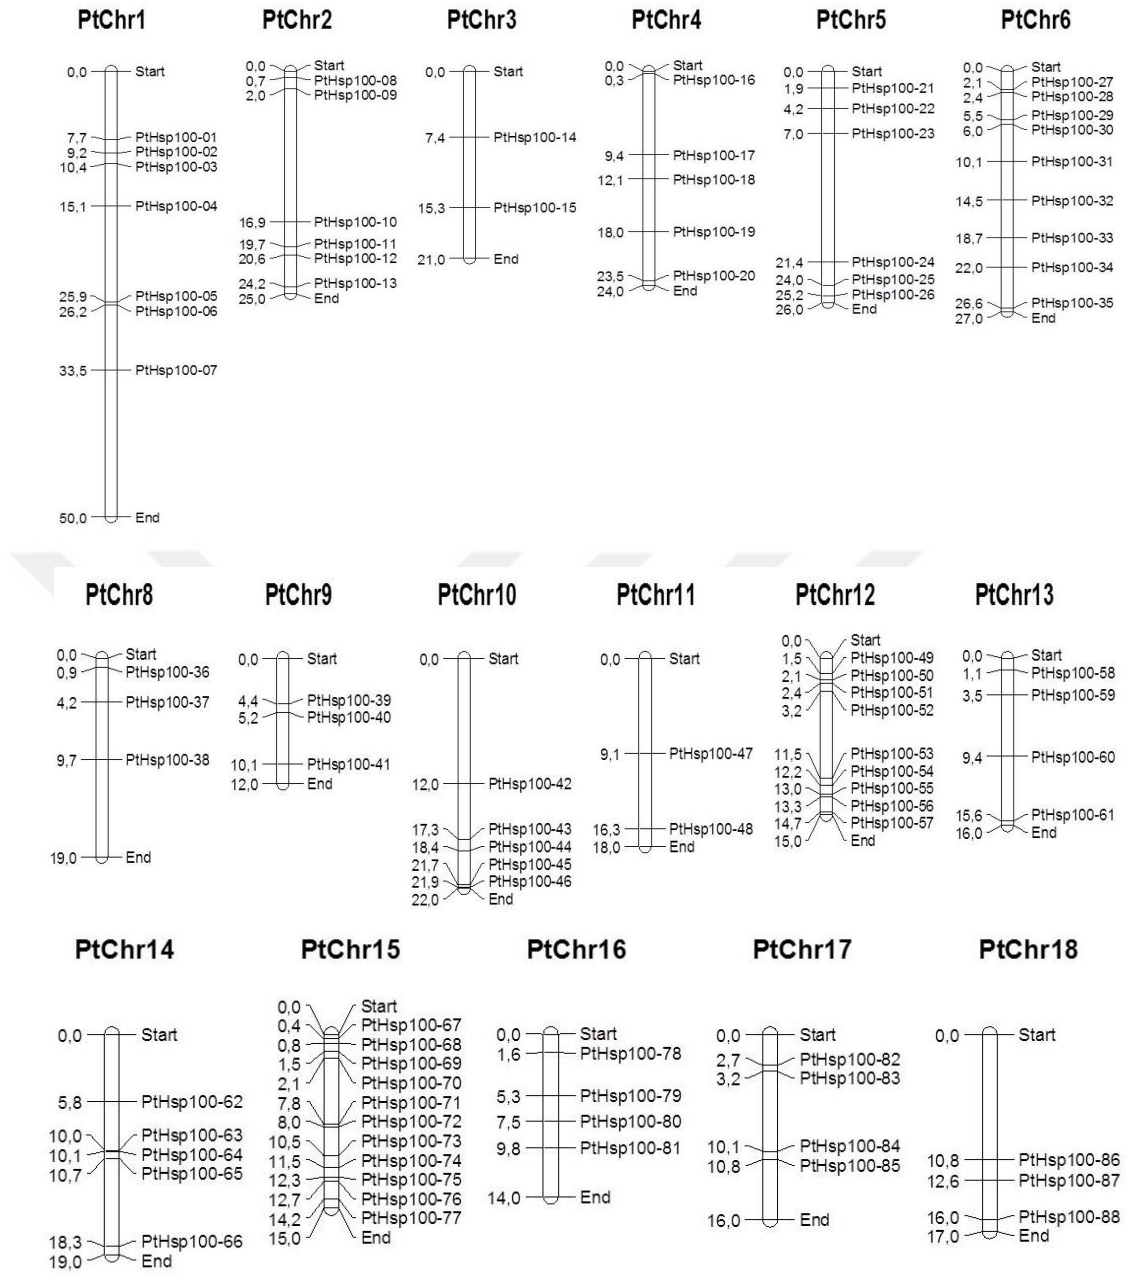 PtChr1
0,0 Start
7,7 PtHsp100-01
9,2 PtHsp100-02
10,4 PtHsp100-03
15,1 PtHsp100-04
25,9 PtHsp100-05
26,2 PtHsp100-06
33,5 PtHsp100-07
50,0 End
PtChr2
0,0 Start
0,7 PtHsp100-08
2,0 PtHsp100-09
16,9 PtHsp100-10
19,7 PtHsp100-11
20,6 PtHsp100-12
24,2 PtHsp100-13
25,0 End
PtChr3
0,0 Start
7,4 PtHsp100-14
15,3 PtHsp100-15
21,0 End
PtChr4
0,0 Start
0,3 PtHsp100-16
9,4 PtHsp100-17
12,1 PtHsp100-18
18,0 PtHsp100-19
23,5 PtHsp100-20
24,0 End
PtChr5
0,0 Start
1,9 PtHsp100-21
4,2 PtHsp100-22
7,0 PtHsp100-23
21,4 PtHsp100-24
24,0 PtHsp100-25
25,2 PtHsp100-26
26,0 End
PtChr6
0,0 Start
2,1 PtHsp100-27
2,4 PtHsp100-28
5,5 PtHsp100-29
6,0 PtHsp100-30
10,1 PtHsp100-31
14,5 PtHsp100-32
18,7 PtHsp100-33
22,0 PtHsp100-34
26,6 PtHsp100-35
27,0 End
PtChr8
0,0 Start
0,9 PtHsp100-36
4,2 PtHsp100-37
9,7 PtHsp100-38
19,0 End
PtChr9
0,0 Start
4,4 PtHsp100-39
5,2 PtHsp100-40
10,1 PtHsp100-41
12,0 End
PtChr10
0,0 Start
12,0 PtHsp100-42
17,3 PtHsp100-43
18,4 PtHsp100-44
21,7 PtHsp100-45
21,9 PtHsp100-46
22,0 End
PtChr11
0,0 Start
9,1 PtHsp100-47
16,3 PtHsp100-48
18,0 End
PtChr12
0,0 Start
1,5 PtHsp100-49
2,1 PtHsp100-50
2,4 PtHsp100-51
3,2 PtHsp100-52
11,5 PtHsp100-53
12,2 PtHsp100-54
13,0 PtHsp100-55
13,3 PtHsp100-56
14,7 PtHsp100-57
15,0 End
PtChr13
0,0 Start
1,1 PtHsp100-58
3,5 PtHsp100-59
9,4 PtHsp100-60
15,6 PtHsp100-61
16,0 End
PtChr14
0,0 Start
5,8 PtHsp100-62
10,0 PtHsp100-63
10,1 PtHsp100-64
10,7 PtHsp100-65
18,3 PtHsp100-66
19,0 End
PtChr15
0,0 Start
0,4 PtHsp100-67
0,8 PtHsp100-68
1,5 PtHsp100-69
2,1 PtHsp100-70
7,8 PtHsp100-71
8,0 PtHsp100-72
10,5 PtHsp100-73
11,5 PtHsp100-74
12,3 PtHsp100-75
12,7 PtHsp100-76
14,2 PtHsp100-77
15,0 End
PtChr16
0,0 Start
1,6 PtHsp100-78
5,3 PtHsp100-79
7,5 PtHsp100-80
9,8 PtHsp100-81
14,0 End
PtChr17
0,0 Start
2,7 PtHsp100-82
3,2 PtHsp100-83
10,1 PtHsp100-84
10,8 PtHsp100-85
16,0 End
PtChr18
0,0 Start
10,8 PtHsp100-86
12,6 PtHsp100-87
16,0 PtHsp100-88
17,0 End